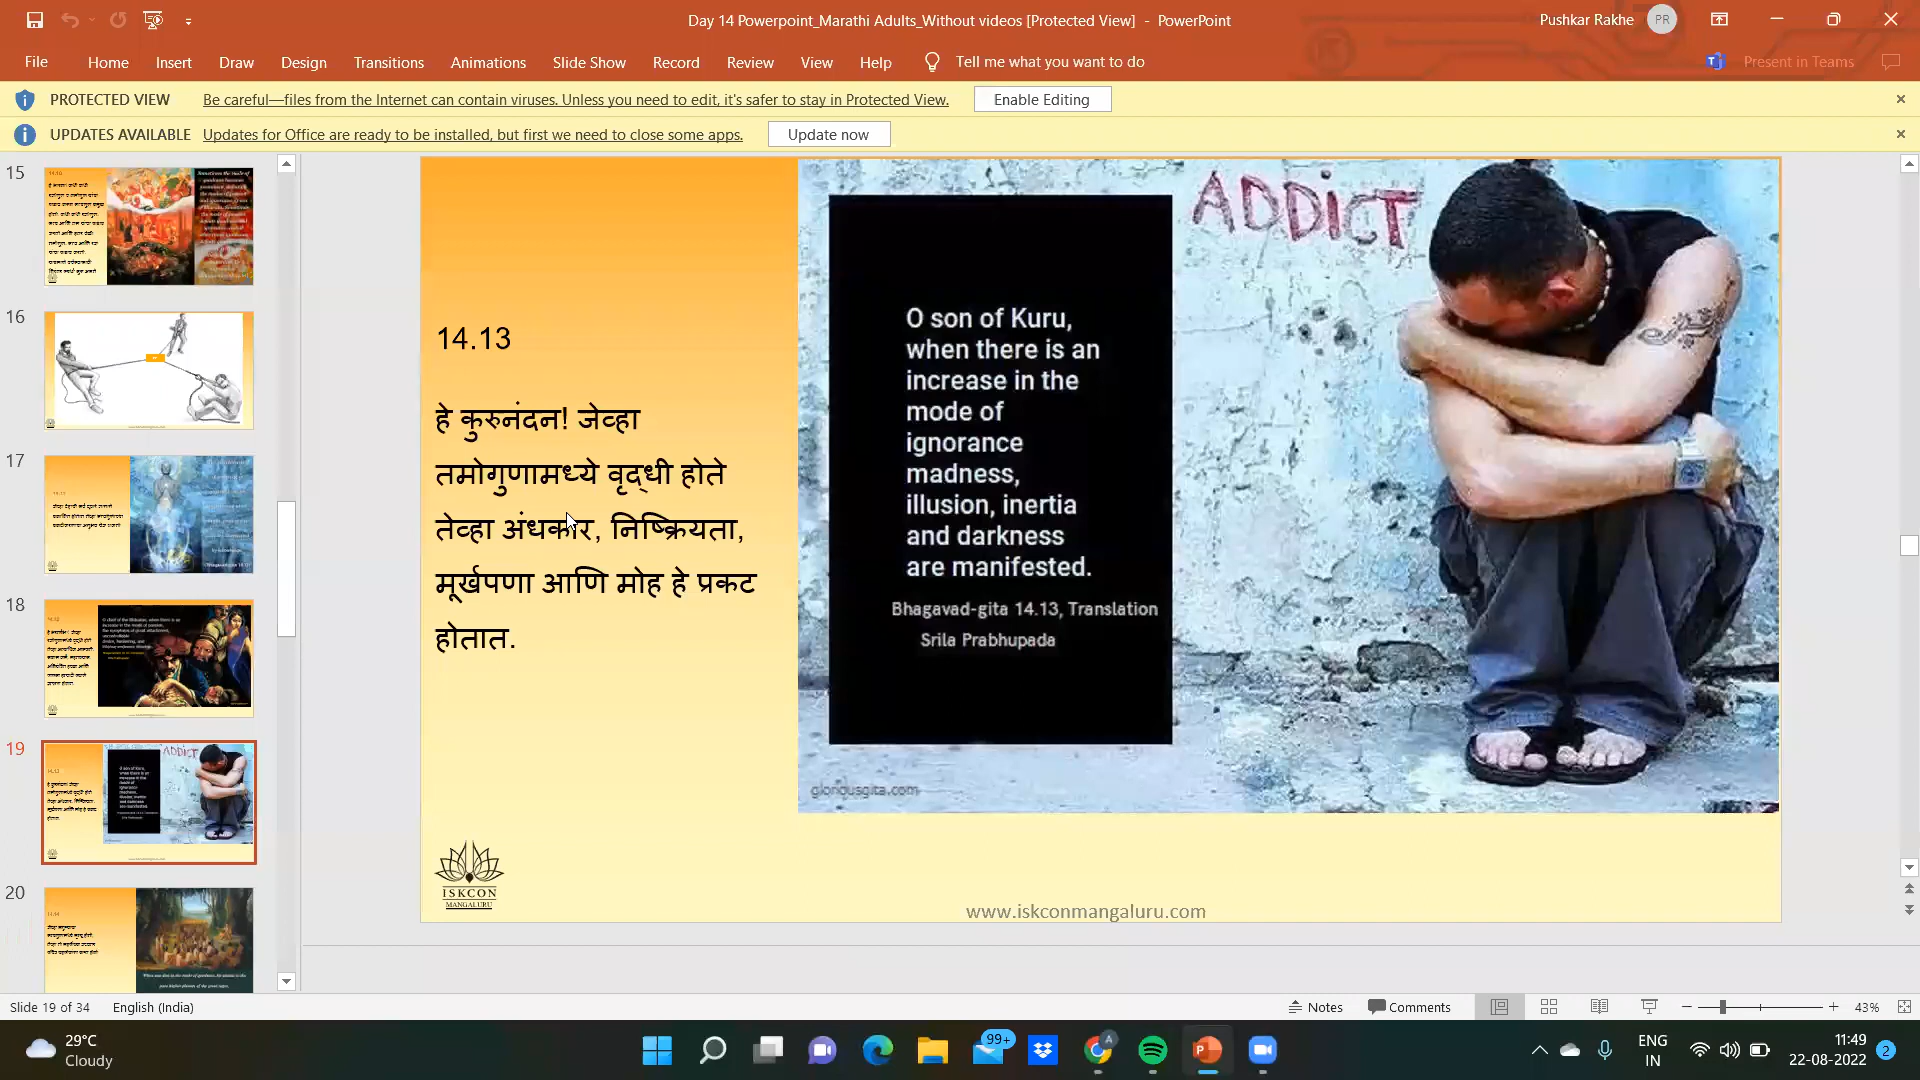 Day 14 Powerpoint_Marathi Adults_Without videos [Protected View] - PowerPoint
Pushkar Rakhe
PR
File Home Insert Draw Design Transitions Animations Slide Show Record Review View Help Tell me what you want to do
Present in Teams
PROTECTED VIEW Be careful—files from the Internet can contain viruses. Unless you need to edit, it's safer to stay in Protected View. Enable Editing
UPDATES AVAILABLE Updates for Office are ready to be installed, but first we need to close some apps. Update now
15
16
17
18
19
20
14.13
हे कुरुनंदन! जेव्हा
तमोगुणामध्ये वृद्धी होते
तेव्हा अंधकार, निष्क्रियता,
मूर्खपणा आणि मोह हे प्रकट
होतात.
ADDICT
O son of Kuru,
when there is an
increase in the
mode of
ignorance
madness,
illusion, inertia
and darkness
are manifested.
Bhagavad-gita 14.13, Translation
Srila Prabhupada
gloriousgita.com
ISKCON
MANGALURU
www.iskconmangaluru.com
Slide 19 of 34 English (India)
Notes Comments 43%
29°C
Cloudy
99+
ENG
IN
11:49
22-08-2022
2